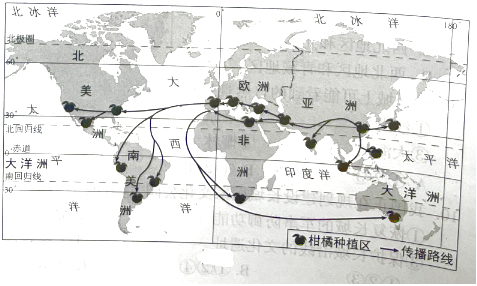 北冰洋
0°
北冰洋
180
北极圈
60°
北
美
洲
大
西
洋
欧洲
亚洲
太
平
洋
30°
北回归线
0°
赤道
大洋洲
南回归线
30°
南
美
洲
非
洲
印度洋
太平洋
大洋洲
柑橘种植区
传播路线